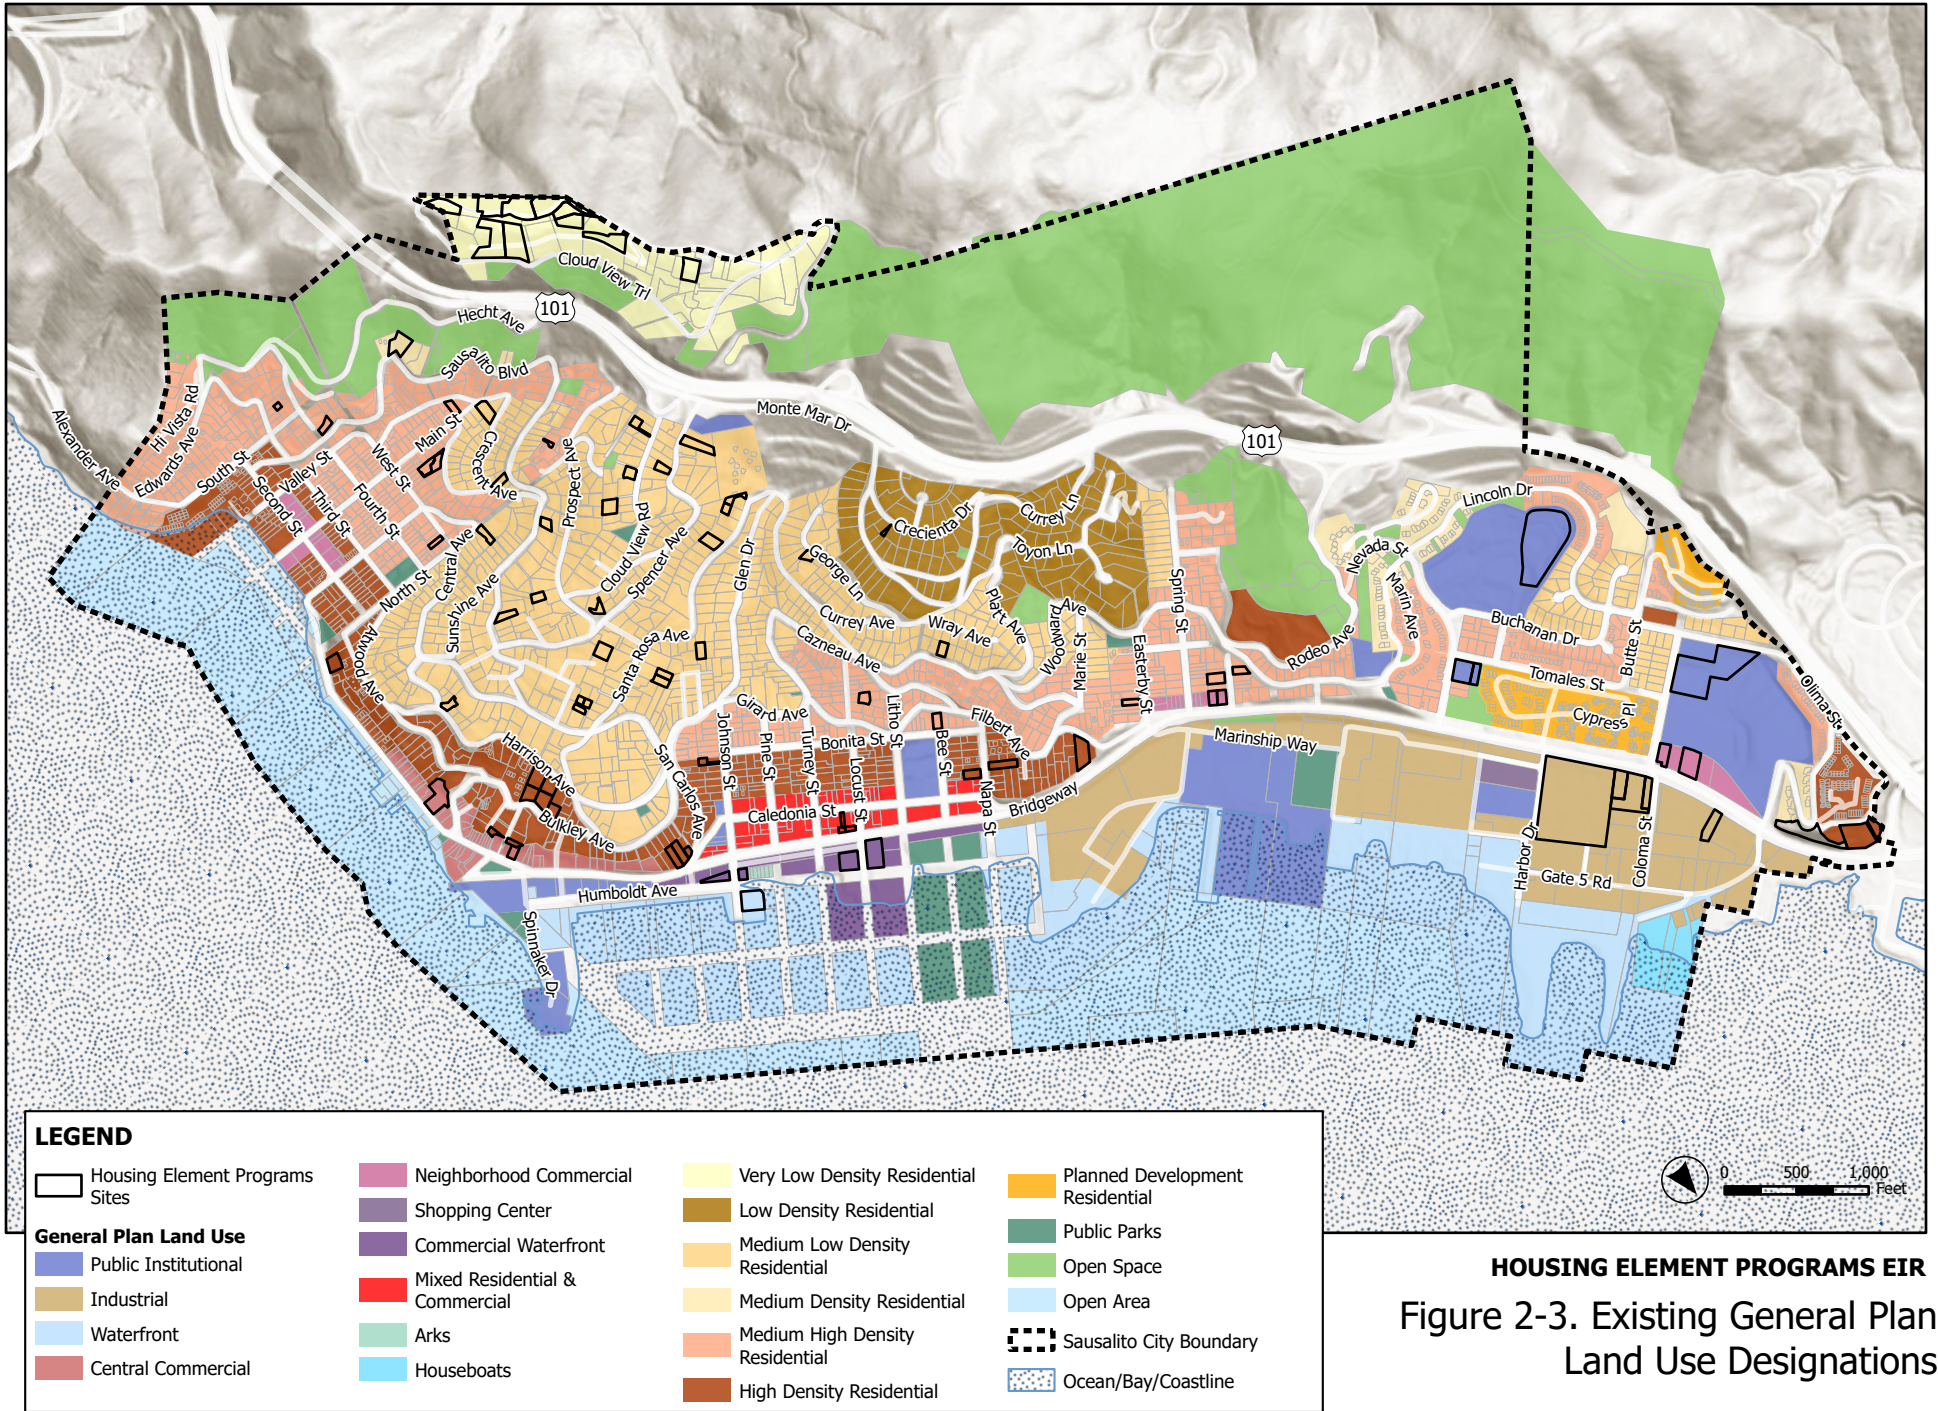 Cloud View Trl
101
Hecht Ave
Sausalito Blvd
Monte Mar Dr
101
Hi Vista Rd
Edwards Ave
Alexander Ave
South St
Valley St
Second St
Third St
Fourth St
West St
Main St
Crescent Ave
Prospect Ave
Cloud View Rd
Spencer Ave
Central Ave
North St
Sunshine Ave
Glen Dr
George Ln
Crecienta Dr
Currey Ln
Toyon Ln
Platt Ave
Woodward Ave
Currey Ave
Wray Ave
Cazneau Ave
Marie St
Easterby St
Spring St
Rodeo Ave
Nevada St
Marin Ave
Lincoln Dr
Buchanan Dr
Butte St
Tomales St
Cypress Pl
Olima St
Atwood Ave
Santa Rosa Ave
Harrison Ave
San Carlos Ave
Bulkley Ave
Girard Ave
Johnson St
Pine St
Turney St
Bonita St
Locust St
Litho St
Bee St
Filbert Ave
Napa St
Caledonia St
Bridgeway
Marinship Way
Harbor Dr
Coloma St
Gate 5 Rd
Humboldt Ave
Spinnaker Dr
LEGEND
Housing Element Programs
Sites
General Plan Land Use
Public Institutional
Industrial
Waterfront
Central Commercial
Neighborhood Commercial
Shopping Center
Commercial Waterfront
Mixed Residential &
Commercial
Arks
Houseboats
Very Low Density Residential
Low Density Residential
Medium Low Density
Residential
Medium Density Residential
Medium High Density
Residential
High Density Residential
Planned Development
Residential
Public Parks
Open Space
Open Area
Sausalito City Boundary
Ocean/Bay/Coastline
0 500 1,000
Feet
HOUSING ELEMENT PROGRAMS EIR
Figure 2-3. Existing General Plan
Land Use Designations